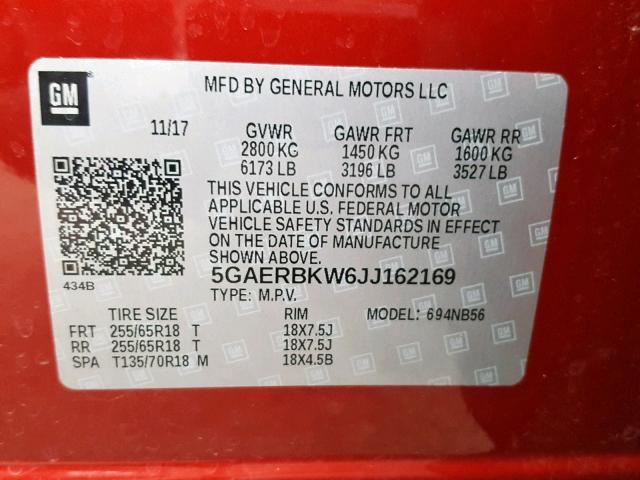 GM
MFD BY GENERAL MOTORS LLC
11/17
GVWR GAWR FRT GAWR RR
2800 KG 1450 KG 1600 KG
6173 LB 3196 LB 3527 LB
THIS VEHICLE CONFORMS TO ALL
APPLICABLE U.S. FEDERAL MOTOR
VEHICLE SAFETY STANDARDS IN EFFECT
ON THE DATE OF MANUFACTURE
SHOWN ABOVE.
434B
5GAERBKW6JJ162169
TYPE: M.P.V.
TIRE SIZE RIM MODEL: 694NB56
FRT 255/65R18 T 18X7.5J
RR 255/65R18 T 18X7.5J
SPA T135/70R18 M 18X4.5B